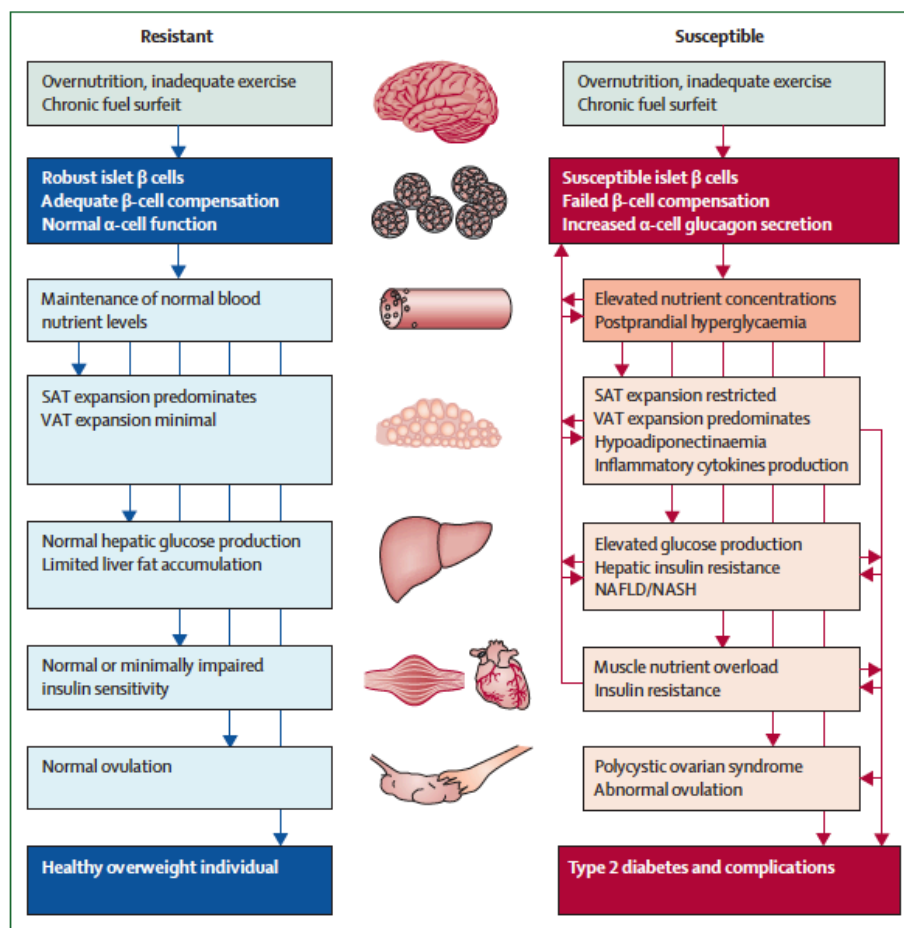 Resistant
Overnutrition, inadequate exercise
Chronic fuel surfeit
Robust islet β cells
Adequate β-cell compensation
Normal α-cell function
Maintenance of normal blood
nutrient levels
SAT expansion predominates
VAT expansion minimal
Normal hepatic glucose production
Limited liver fat accumulation
Normal or minimally impaired
insulin sensitivity
Normal ovulation
Healthy overweight individual
Susceptible
Overnutrition, inadequate exercise
Chronic fuel surfeit
Susceptible islet β cells
Failed β-cell compensation
Increased α-cell glucagon secretion
Elevated nutrient concentrations
Postprandial hyperglycaemia
SAT expansion restricted
VAT expansion predominates
Hypoadiponectinaemia
Inflammatory cytokines production
Elevated glucose production
Hepatic insulin resistance
NAFLD/NASH
Muscle nutrient overload
Insulin resistance
Polycystic ovarian syndrome
Abnormal ovulation
Type 2 diabetes and complications